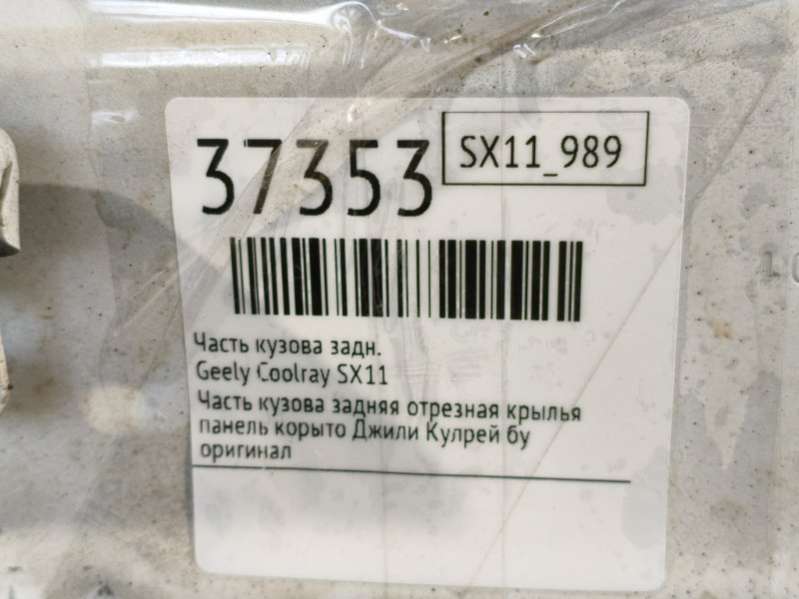 37353
SX11_989
Часть кузова задн.
Geely Coolray SX11
Часть кузова задняя отрезная крылья
панель корыто Джили Кулрей бу
оригинал